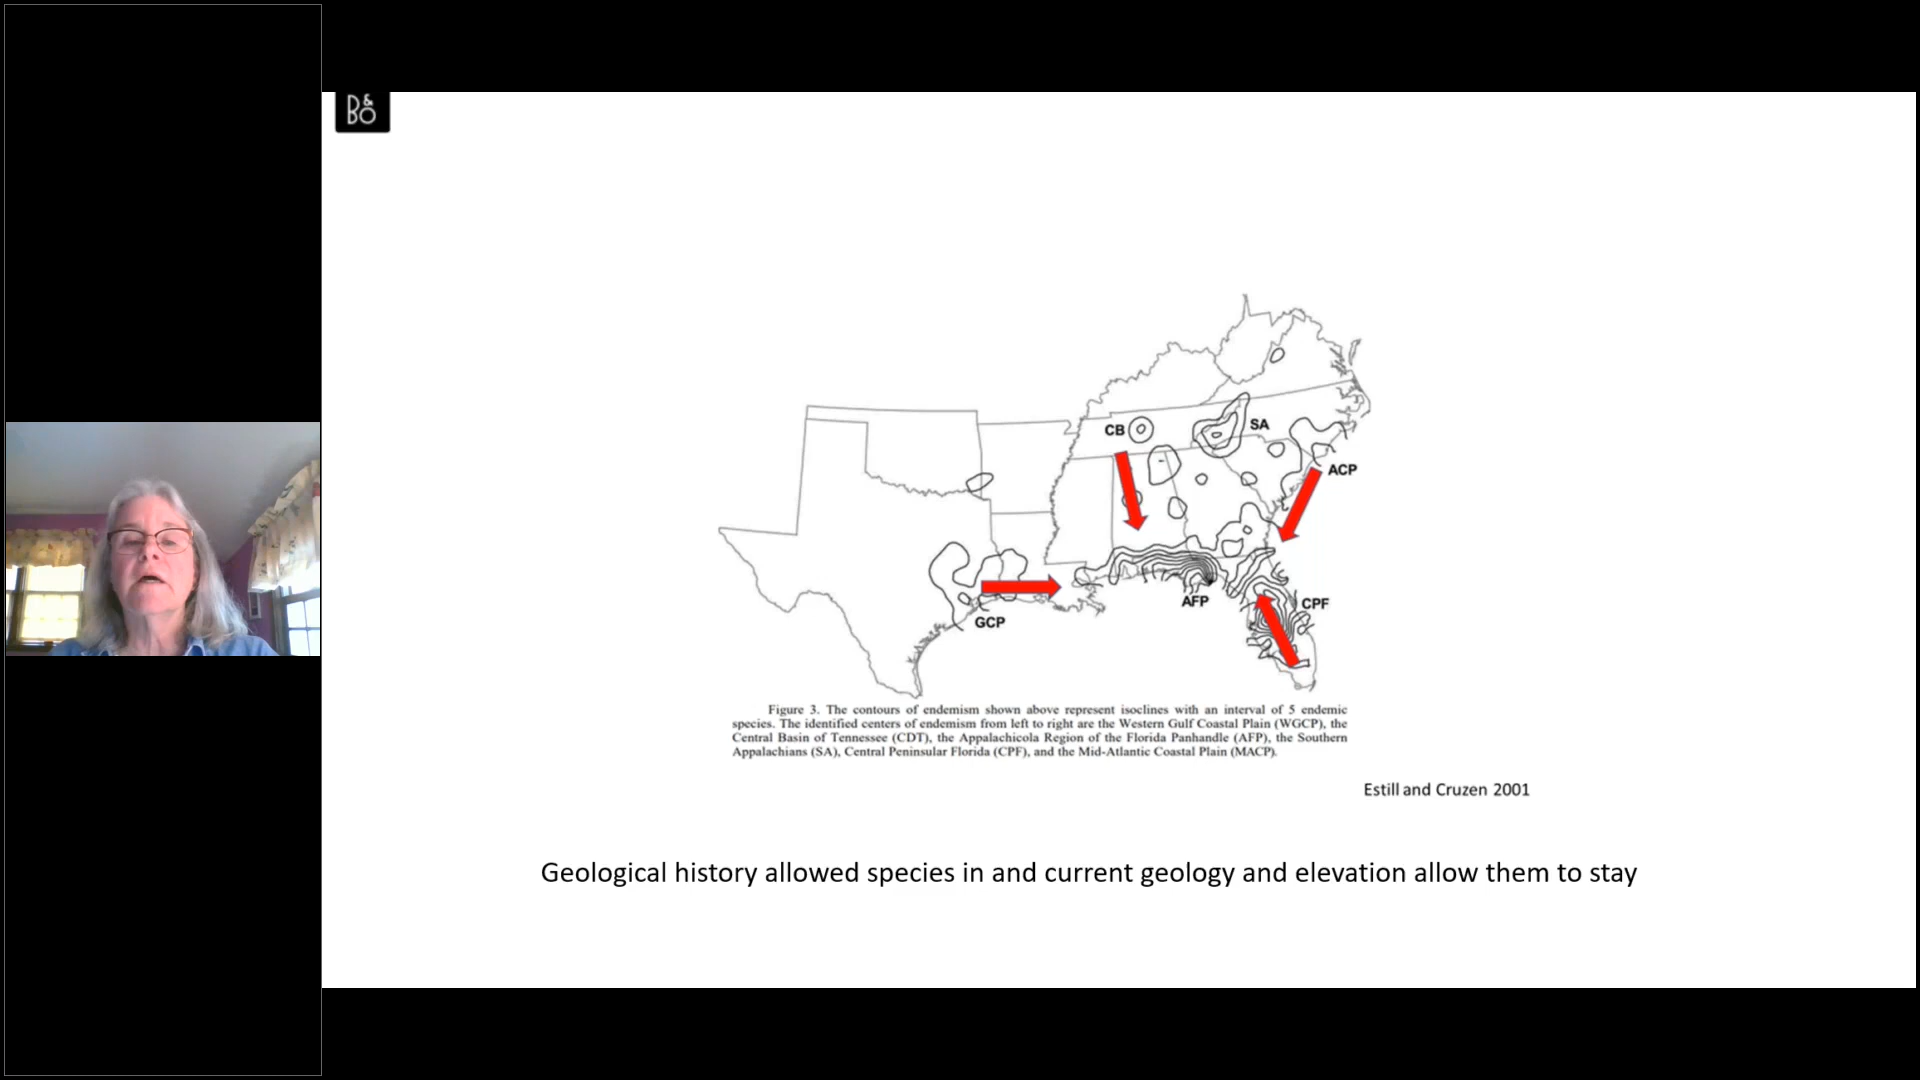 B&O
CB
SA
ACP
AFP
CPF
GCP
Figure 3. The contours of endemism shown above represent isoclines with an interval of 5 endemic
species. The identified centers of endemism from left to right are the Western Gulf Coastal Plain (WGCP), the
Central Basin of Tennessee (CDT), the Appalachicola Region of the Florida Panhandle (AFP), the Southern
Appalachians (SA), Central Peninsular Florida (CPF), and the Mid-Atlantic Coastal Plain (MACP).
Estill and Cruzen 2001
Geological history allowed species in and current geology and elevation allow them to stay